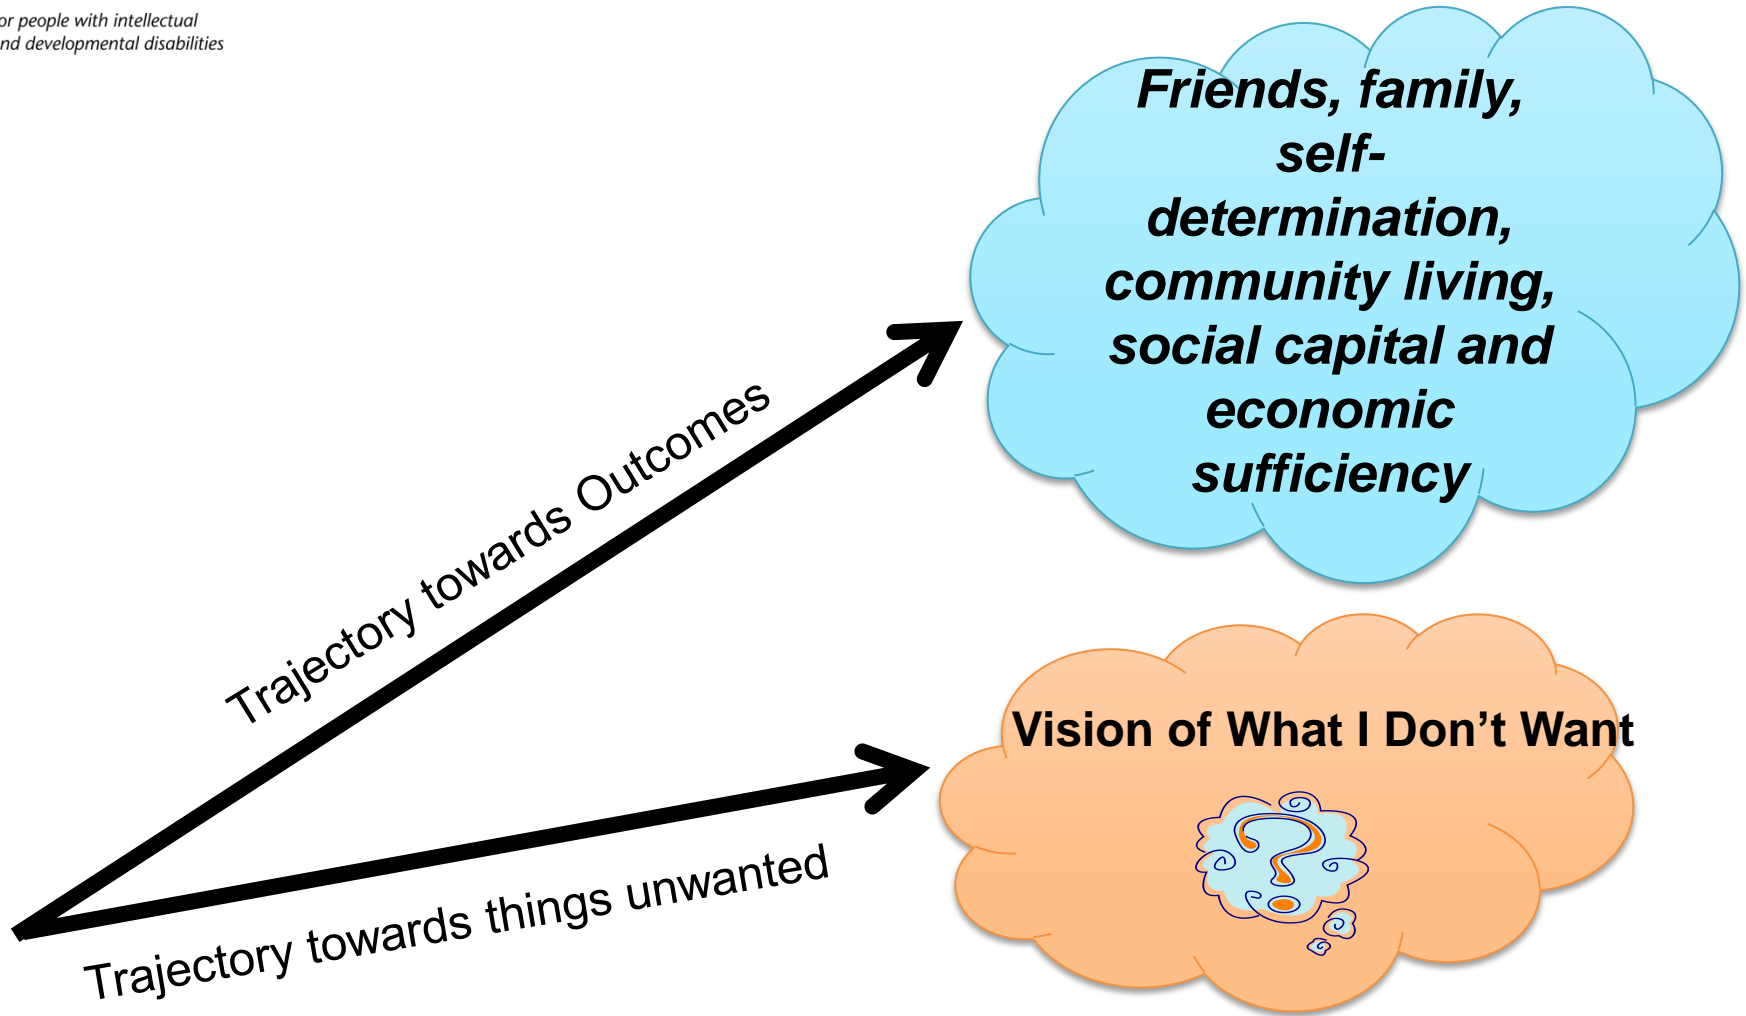 or people with intellectual
nd developmental disabilities
Friends, family,
self-
determination,
community living,
social capital and
economic
sufficiency
Trajectory towards Outcomes
Vision of What I Don’t Want
Trajectory towards things unwanted